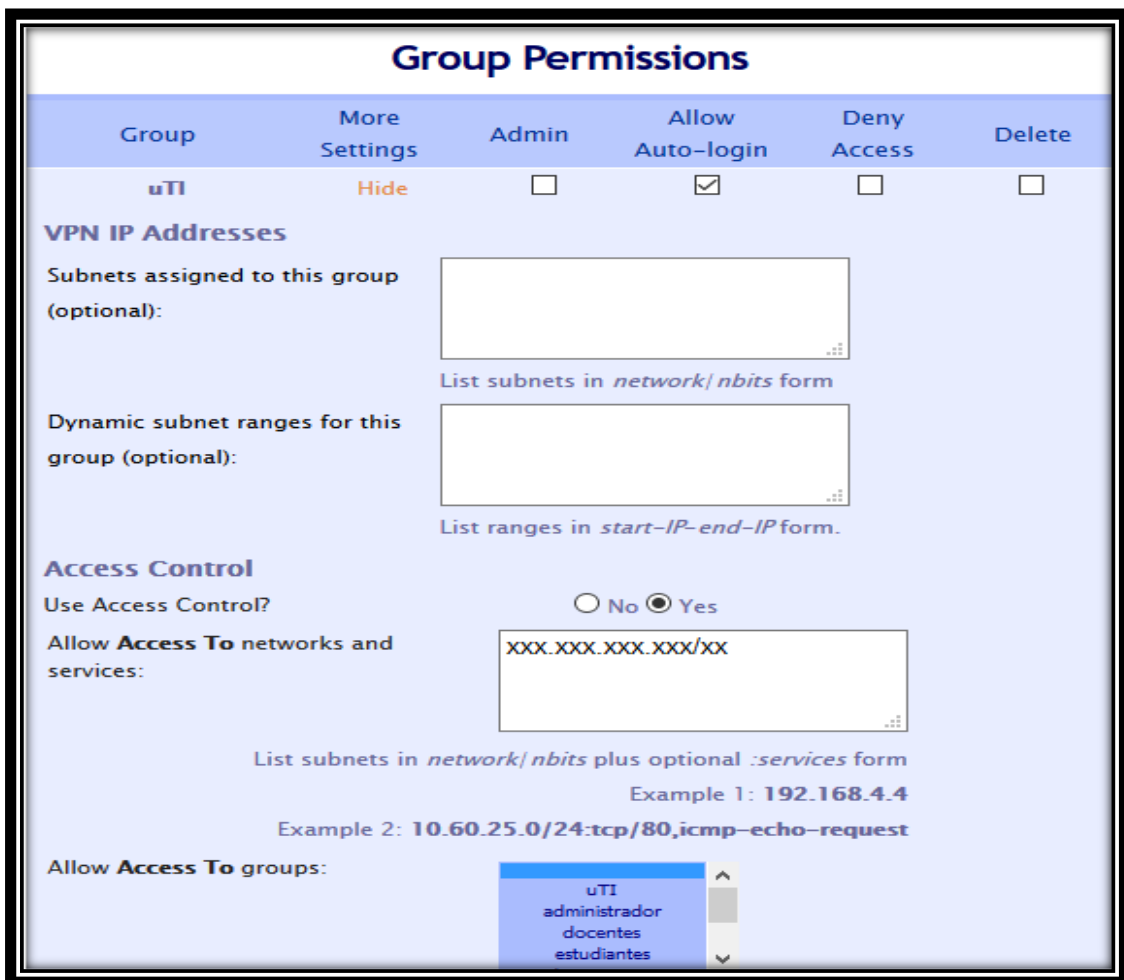 Group Permissions
Group More Settings Admin Allow Auto-login Deny Access Delete
uTI Hide
VPN IP Addresses
Subnets assigned to this group
(optional):
List subnets in network/nbits form
Dynamic subnet ranges for this
group (optional):
List ranges in start-IP-end-IP form.
Access Control
Use Access Control? No Yes
Allow Access To networks and
services:
xxx.xxx.xxx.xxx/xx
List subnets in network/nbits plus optional :services form
Example 1: 192.168.4.4
Example 2: 10.60.25.0/24:tcp/80,icmp-echo-request
Allow Access To groups:
uTI
administrador
docentes
estudiantes